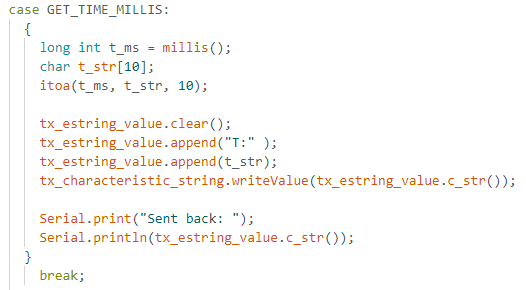 case GET_TIME_MILLIS:
{
long int t_ms = millis();
char t_str[10];
itoa(t_ms, t_str, 10);
tx_estring_value.clear();
tx_estring_value.append("T:" );
tx_estring_value.append(t_str);
tx_characteristic_string.writeValue(tx_estring_value.c_str());
Serial.print("Sent back: ");
Serial.println(tx_estring_value.c_str());
}
break;